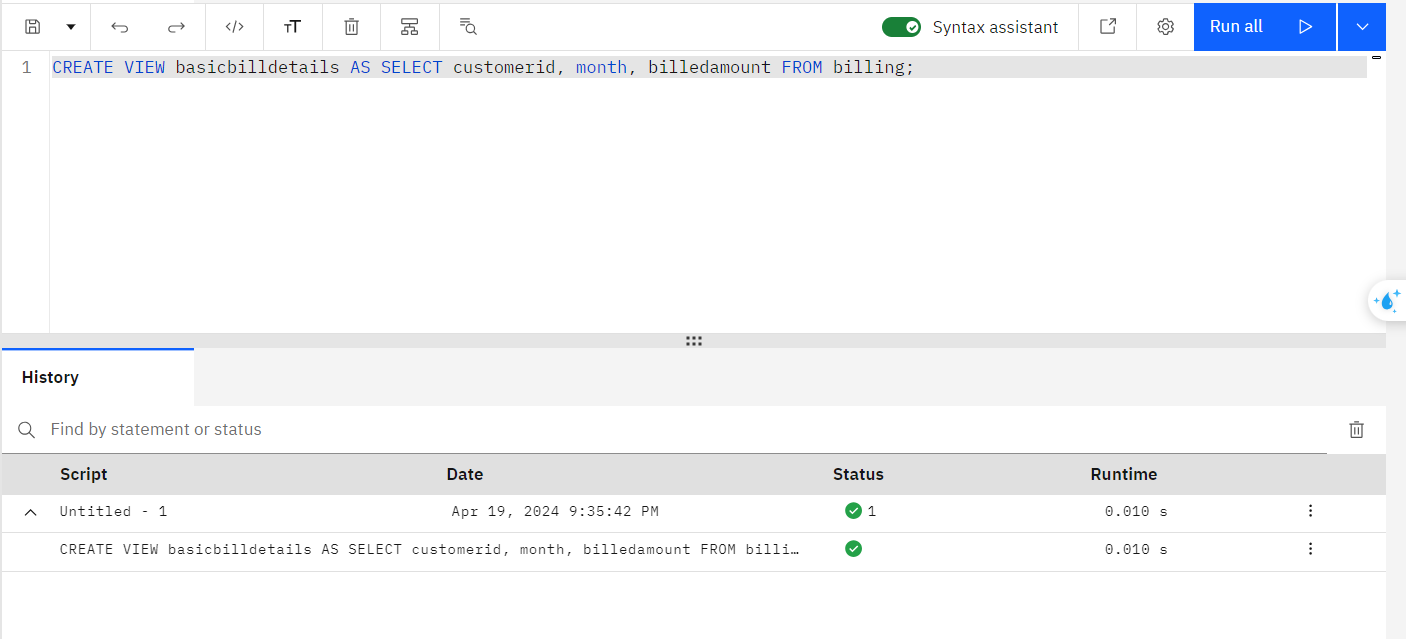 </> тT Syntax assistant Run all
1 CREATE VIEW basicbilldetails AS SELECT customerid, month, billedamount FROM billing;
History
Find by statement or status
Script Date Status Runtime
Untitled - 1 Apr 19, 2024 9:35:42 PM 1 0.010 s
CREATE VIEW basicbilldetails AS SELECT customerid, month, billedamount FROM billi… 0.010 s